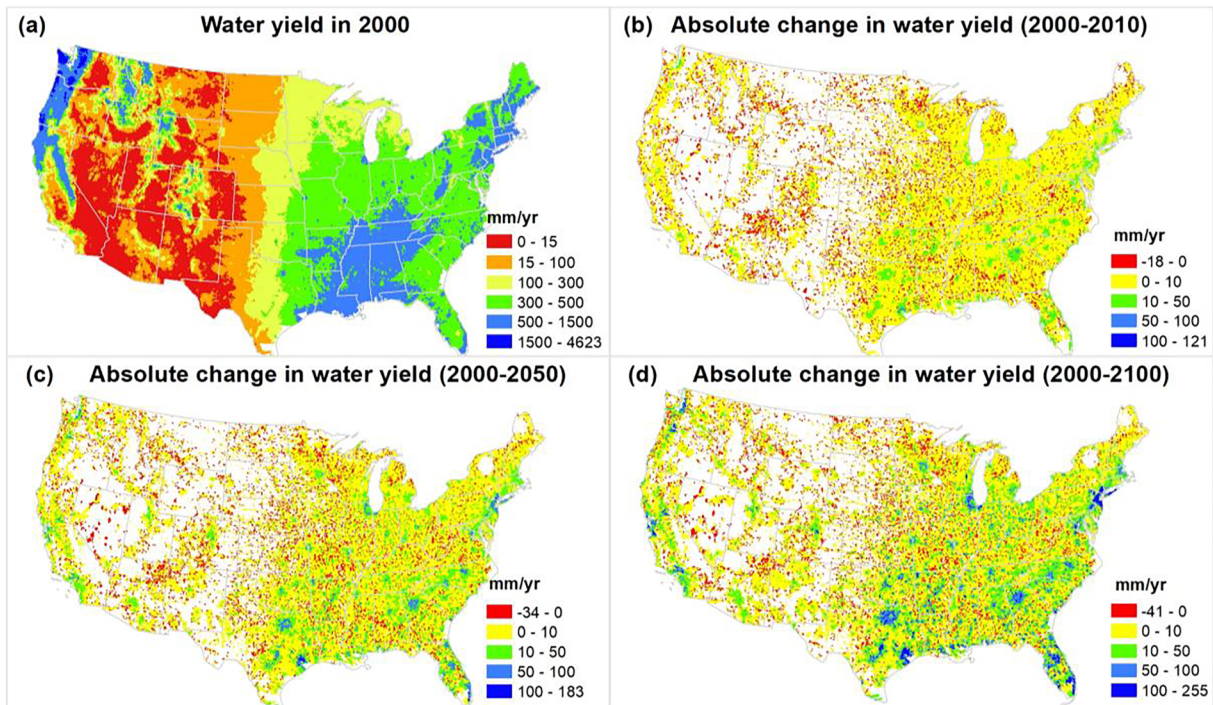 (a) Water yield in 2000
mm/yr
0 - 15
15 - 100
100 - 300
300 - 500
500 - 1500
1500 - 4623
(b) Absolute change in water yield (2000-2010)
mm/yr
-18 - 0
0 - 10
10 - 50
50 - 100
100 - 121
(c) Absolute change in water yield (2000-2050)
mm/yr
-34 - 0
0 - 10
10 - 50
50 - 100
100 - 183
(d) Absolute change in water yield (2000-2100)
mm/yr
-41 - 0
0 - 10
10 - 50
50 - 100
100 - 255